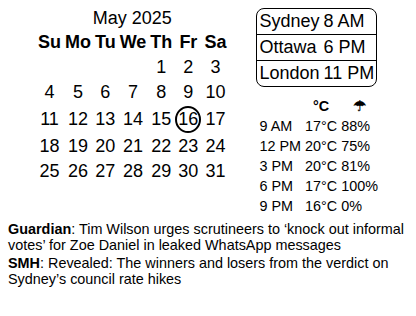 May 2025
Su Mo Tu We Th Fr Sa
1 2 3
4 5 6 7 8 9 10
11 12 13 14 15 16 17
18 19 20 21 22 23 24
25 26 27 28 29 30 31
Sydney 8 AM
Ottawa 6 PM
London 11 PM
°C ☂
9 AM 17°C 88%
12 PM 20°C 75%
3 PM 20°C 81%
6 PM 17°C 100%
9 PM 16°C 0%
Guardian: Tim Wilson urges scrutineers to ‘knock out informal
votes’ for Zoe Daniel in leaked WhatsApp messages
SMH: Revealed: The winners and losers from the verdict on
Sydney’s council rate hikes